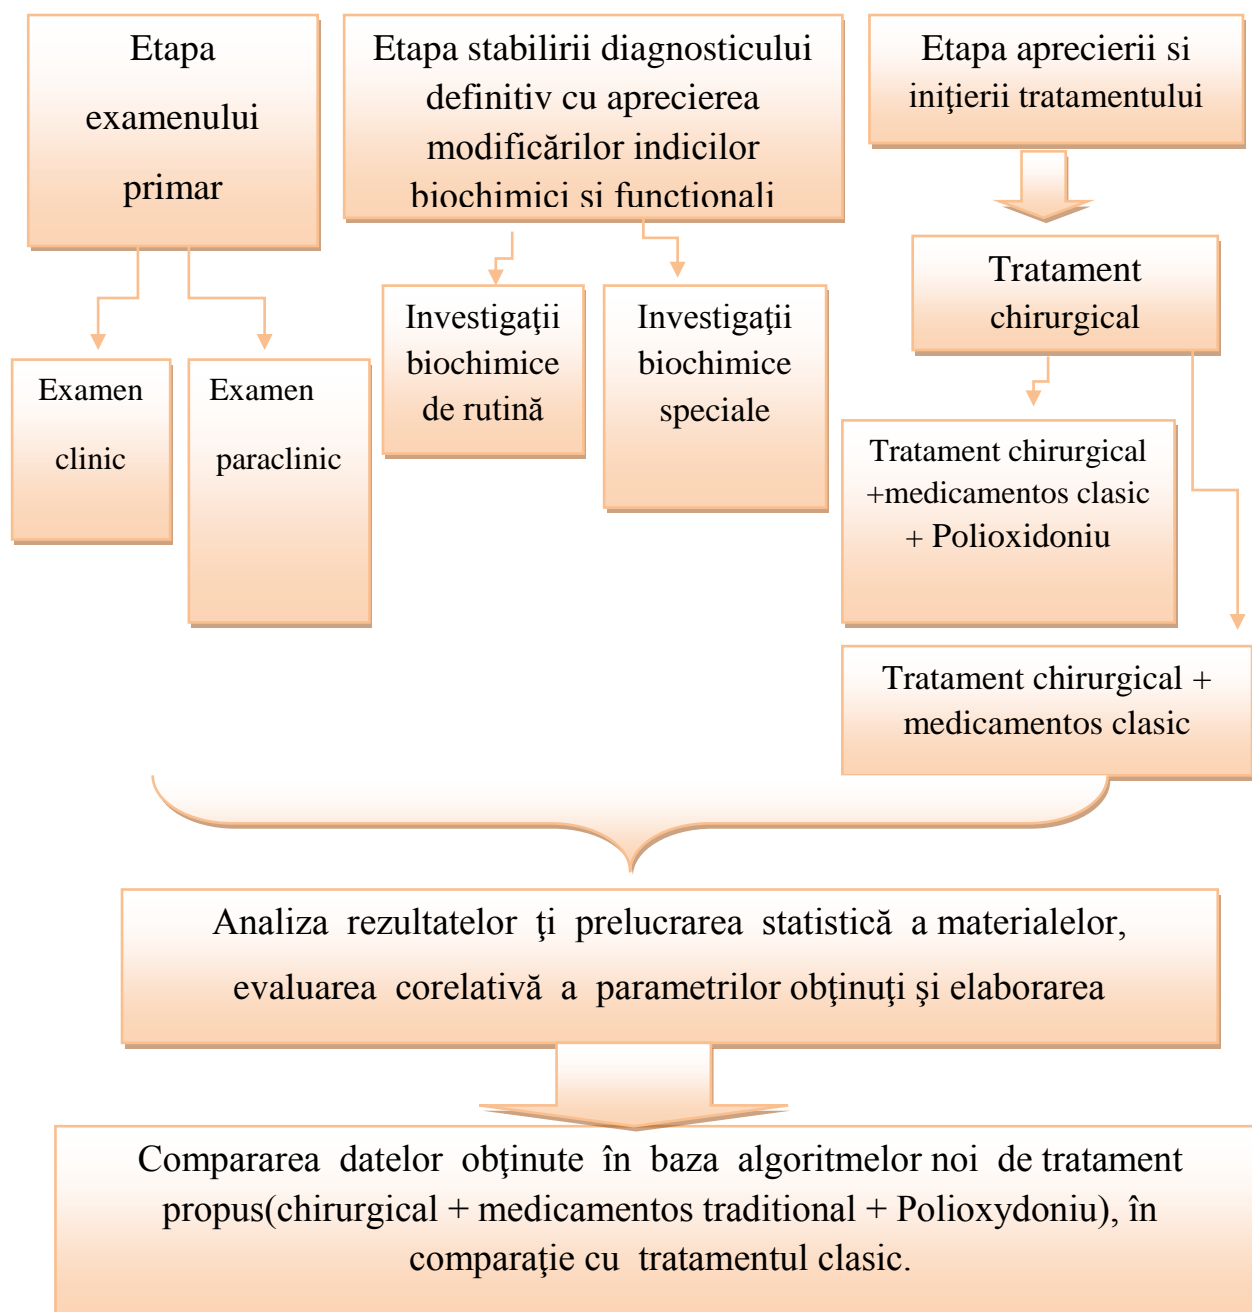 Etapa
examenului
primar
Etapa stabilirii diagnosticului
definitiv cu aprecierea
modificărilor indicilor
biochimici si functionali
Etapa aprecierii si
iniţierii tratamentului
Tratament
chirurgical
Examen
clinic
Examen
paraclinic
Investigaţii
biochimice
de rutină
Investigaţii
biochimice
speciale
Tratament chirurgical
+medicamentos clasic
+ Polioxidoniu
Tratament chirurgical +
medicamentos clasic
Analiza rezultatelor ţi prelucrarea statistică a materialelor,
evaluarea corelativă a parametrilor obţinuţi şi elaborarea
Compararea datelor obţinute în baza algoritmelor noi de tratament
propus(chirurgical + medicamentos traditional + Polioxydoniu), în
comparaţie cu tratamentul clasic.